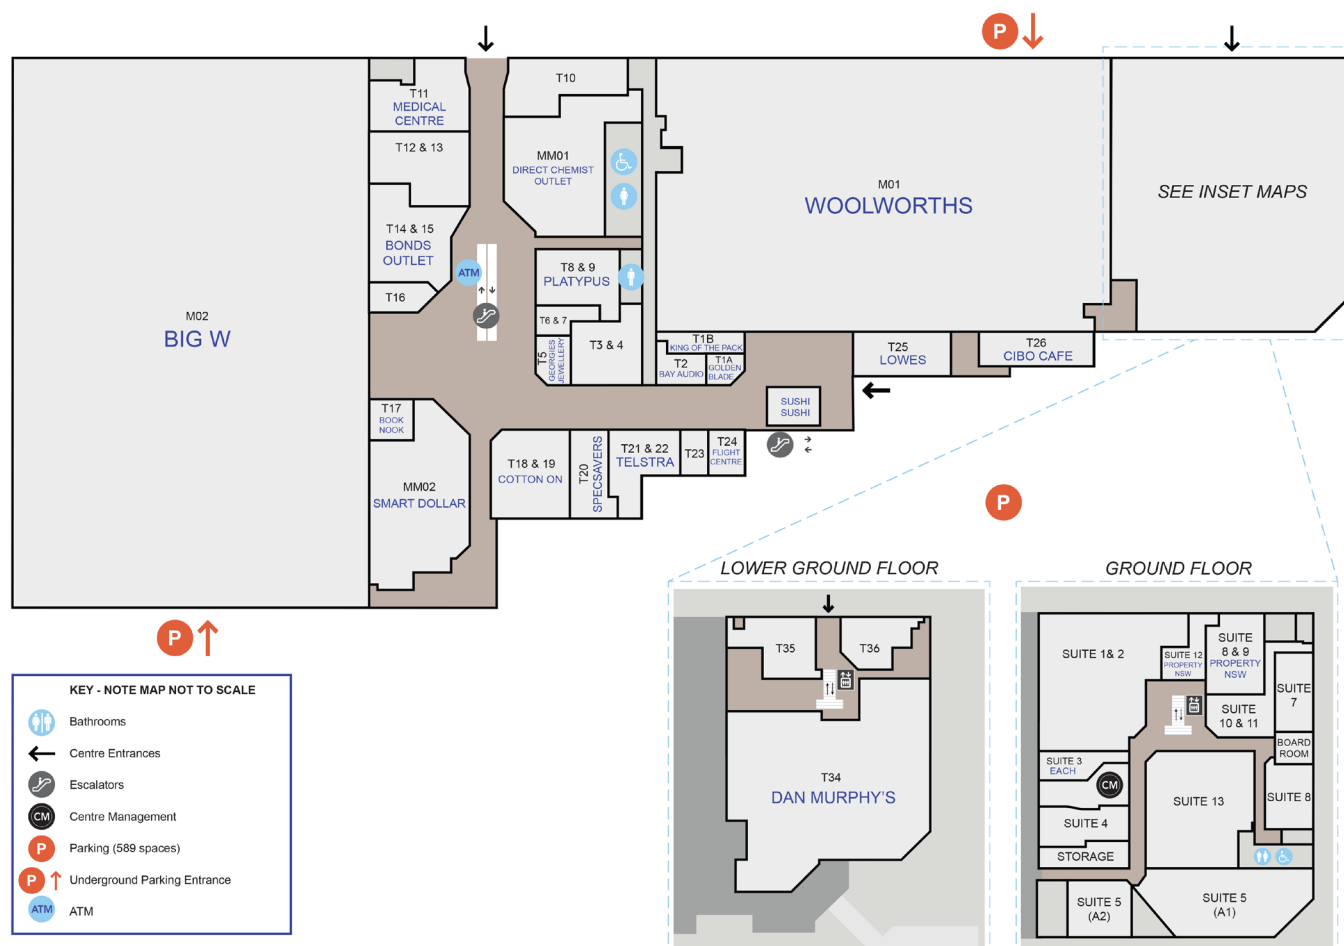 P
T10
T11
MEDICAL
CENTRE
T12 & 13
MM01
DIRECT CHEMIST
OUTLET
M01
WOOLWORTHS
SEE INSET MAPS
T14 & 15
BONDS
OUTLET
ATM
T8 & 9
PLATYPUS
T16
M02
BIG W
T6 & 7
T5
GEORGIES
JEWELLERY
T3 & 4
T1B
KING OF THE PACK
T2
BAY AUDIO
T1A
GOLDEN
BLADE
T25
LOWES
T26
CIBO CAFE
SUSHI
SUSHI
T17
BOOK
NOOK
MM02
SMART DOLLAR
T18 & 19
COTTON ON
T20
SPECSAVERS
T21 & 22
TELSTRA
T23
T24
FLIGHT
CENTRE
P
P
KEY - NOTE MAP NOT TO SCALE
Bathrooms
Centre Entrances
Escalators
CM Centre Management
P Parking (589 spaces)
P Underground Parking Entrance
ATM ATM
LOWER GROUND FLOOR
T35
T36
T34
DAN MURPHY'S
GROUND FLOOR
SUITE 1& 2
SUITE 12
PROPERTY
NSW
SUITE
8 & 9
PROPERTY
NSW
SUITE
7
SUITE
10 & 11
BOARD
ROOM
SUITE 3
EACH
CM
SUITE 13
SUITE 8
SUITE 4
STORAGE
SUITE 5
(A2)
SUITE 5
(A1)